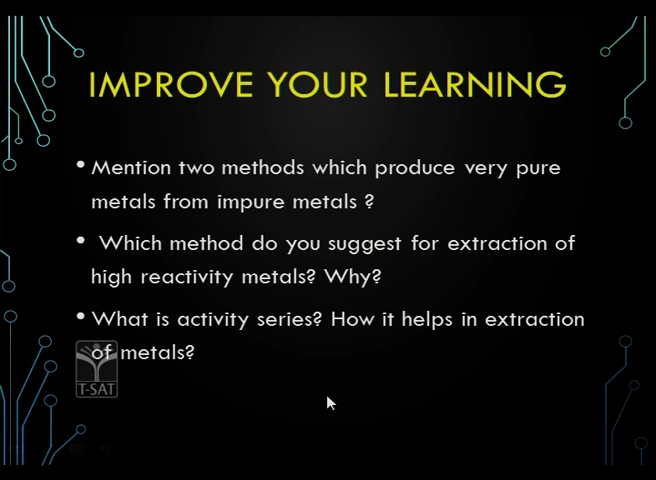 IMPROVE YOUR LEARNING
• Mention two methods which produce very pure
metals from impure metals ?
• Which method do you suggest for extraction of
high reactivity metals? Why?
• What is activity series? How it helps in extraction
of metals?
T-SAT